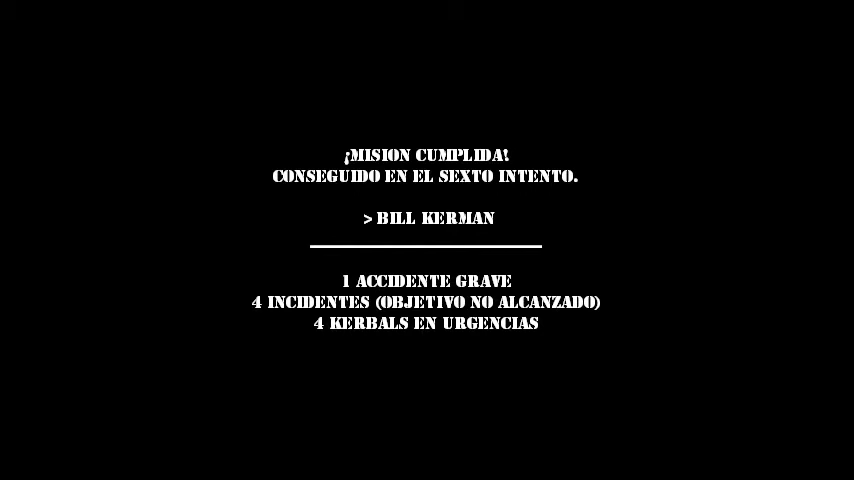 ¡MISION CUMPLIDA!
CONSEGUIDO EN EL SEXTO INTENTO.
> BILL KERMAN
1 ACCIDENTE GRAVE
4 INCIDENTES (OBJETIVO NO ALCANZADO)
4 KERBALS EN URGENCIAS